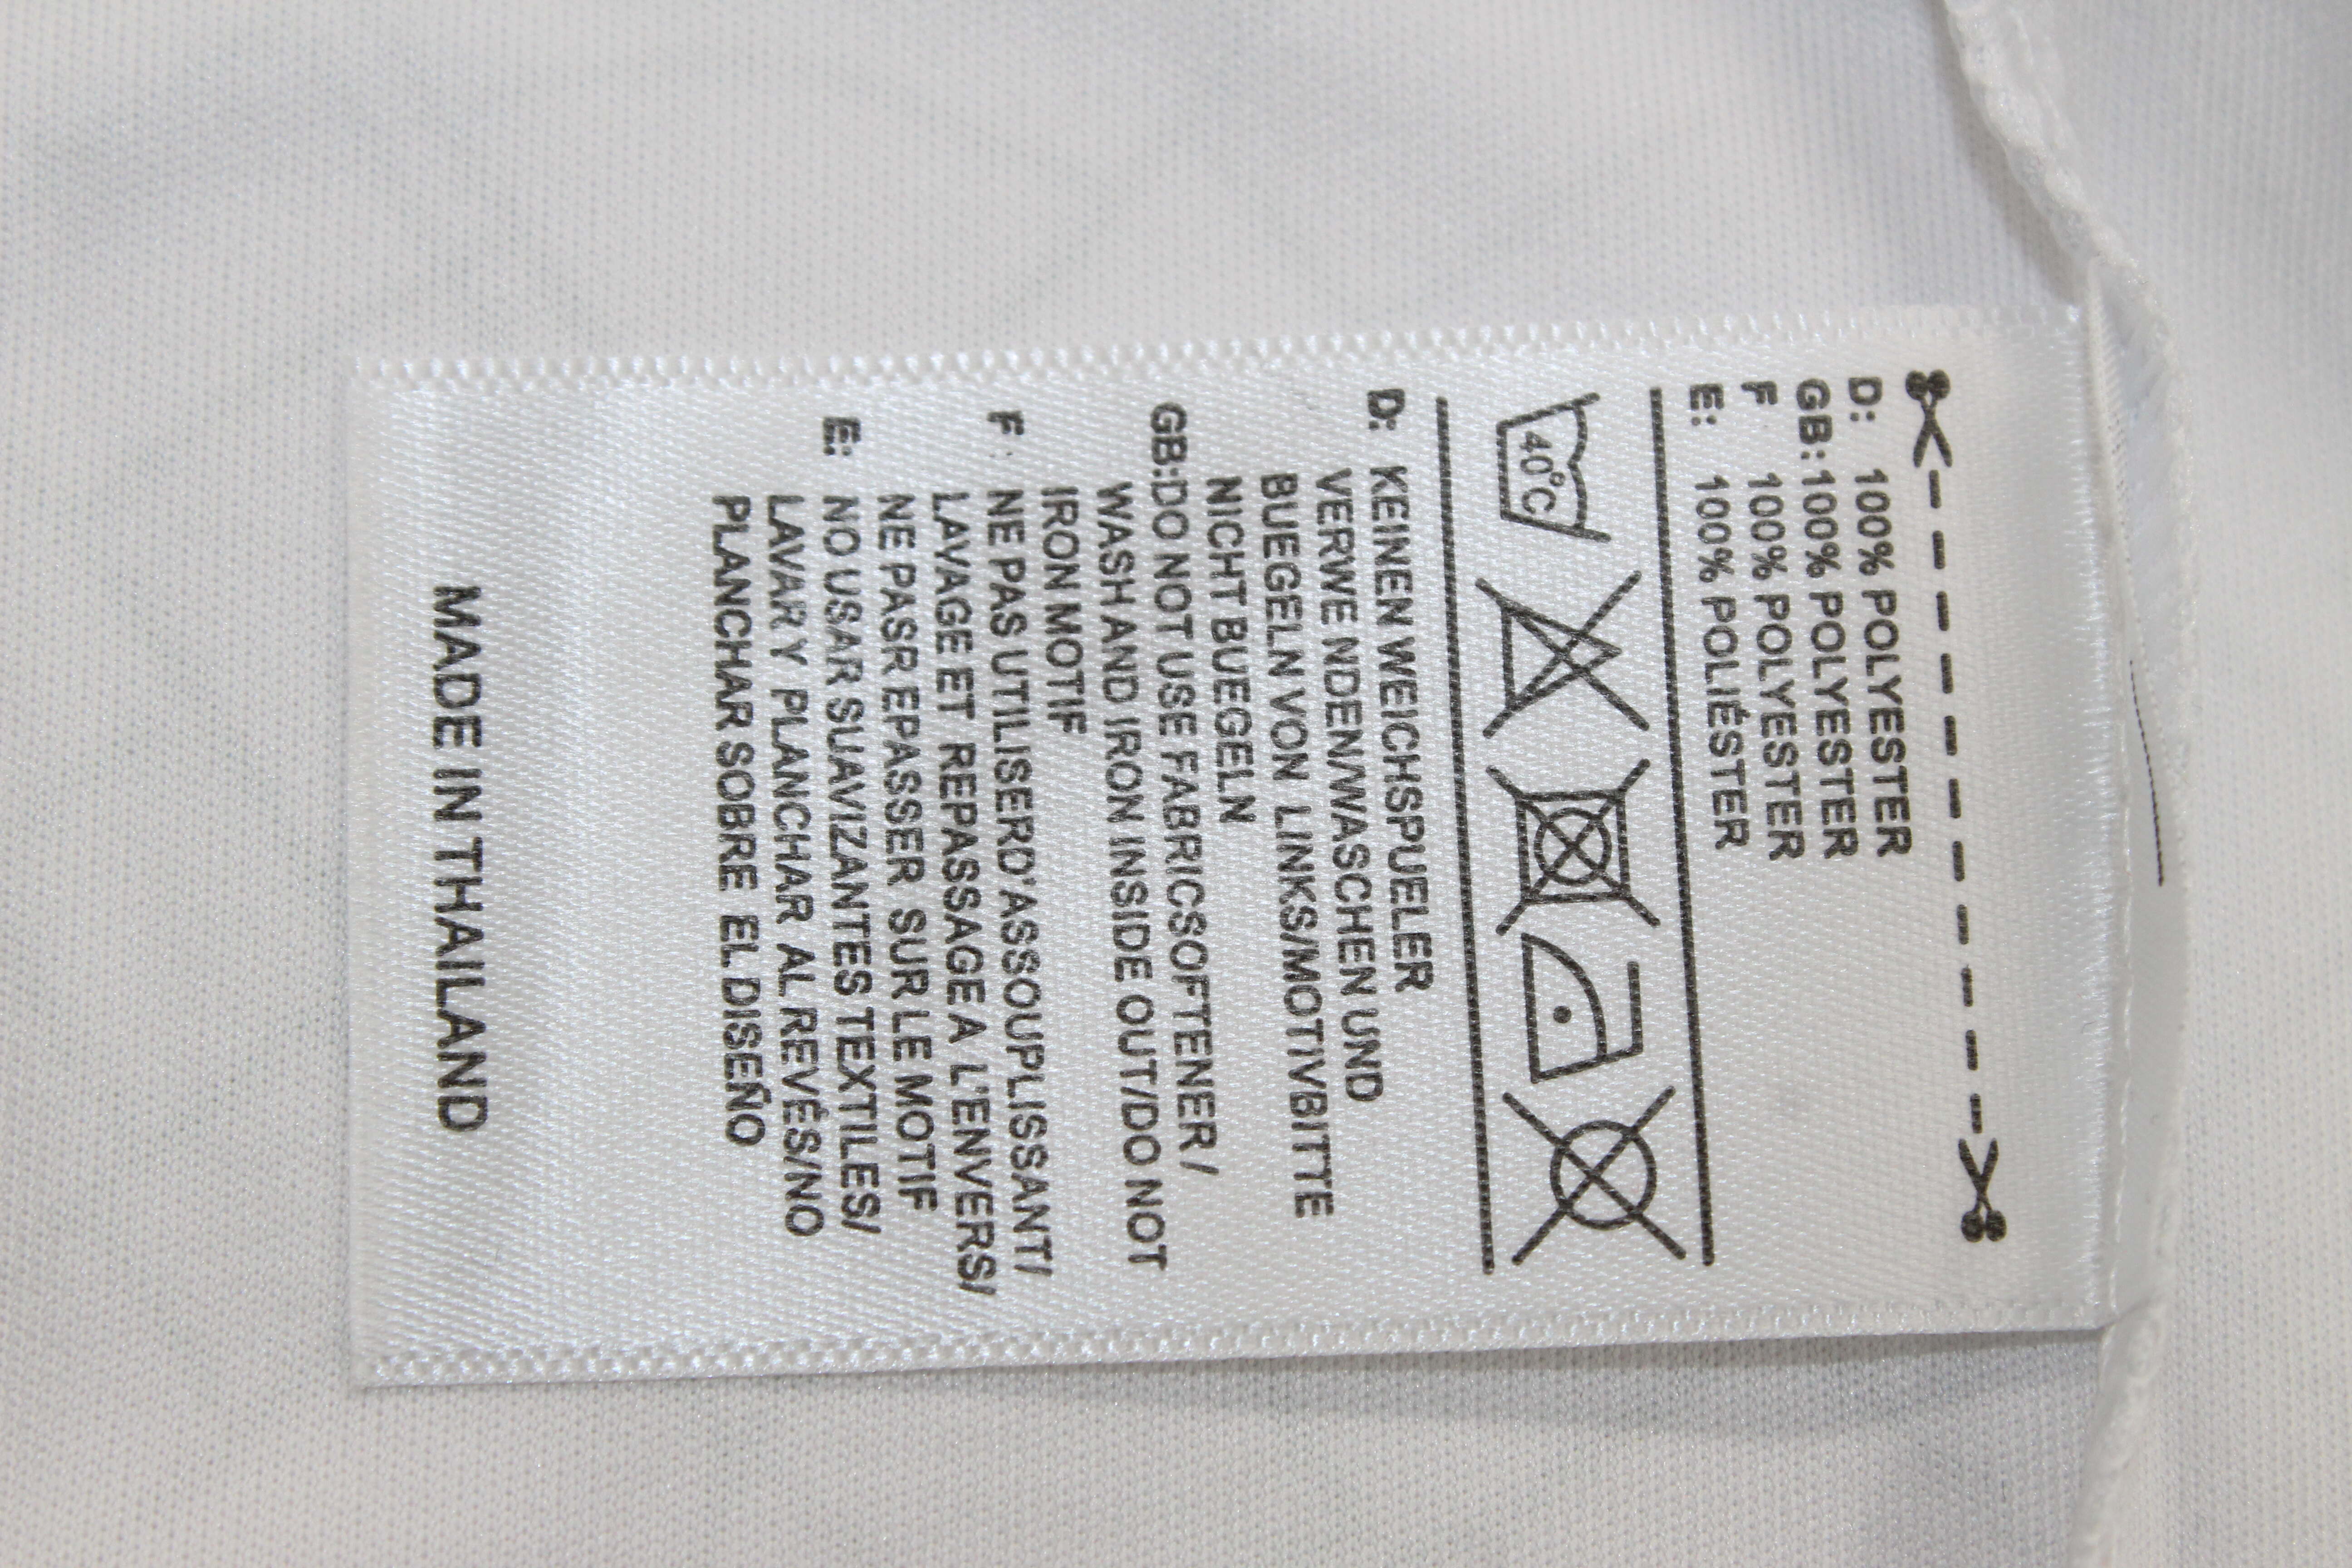 D: 100% POLYESTER
GB:100% POLYESTER
F 100% POLYESTER
E: 100% POLIÉSTER
40°C
D: KEINEN WEICHSPUELER
VERWE NDEN/WASCHEN UND
BUEGELN VON LINKS/MOTIVBITTE
NICHT BUEGELN
GB:DO NOT USE FABRICSOFTENER/
WASH AND IRON INSIDE OUT/DO NOT
IRON MOTIF
F: NE PAS UTILISERD'ASSOUPLISSANT/
LAVAGE ET REPASSAGE A L'ENVERS/
NE PASR EPASSER SUR LE MOTIF
E: NO USAR SUAVIZANTES TEXTILES/
LAVAR Y PLANCHAR AL REVÉS/NO
PLANCHAR SOBRE EL DISEÑO
MADE IN THAILAND